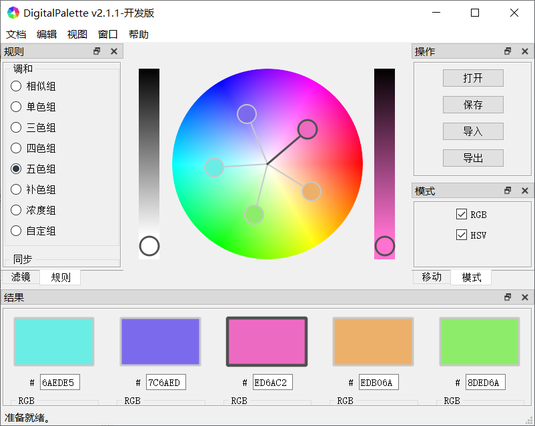 DigitalPalette v2.1.1-开发版
文档 编辑 视图 窗口 帮助
规则
调和
相似组
单色组
三色组
四色组
五色组
补色组
浓度组
自定组
同步
滤镜 规则
操作
打开
保存
导入
导出
模式
RGB
HSV
移动 模式
结果
# 6AEDE5 # 7C6AED # ED6AC2 # EDB06A # 8DED6A
RGB RGB RGB RGB RGB
准备就绪。